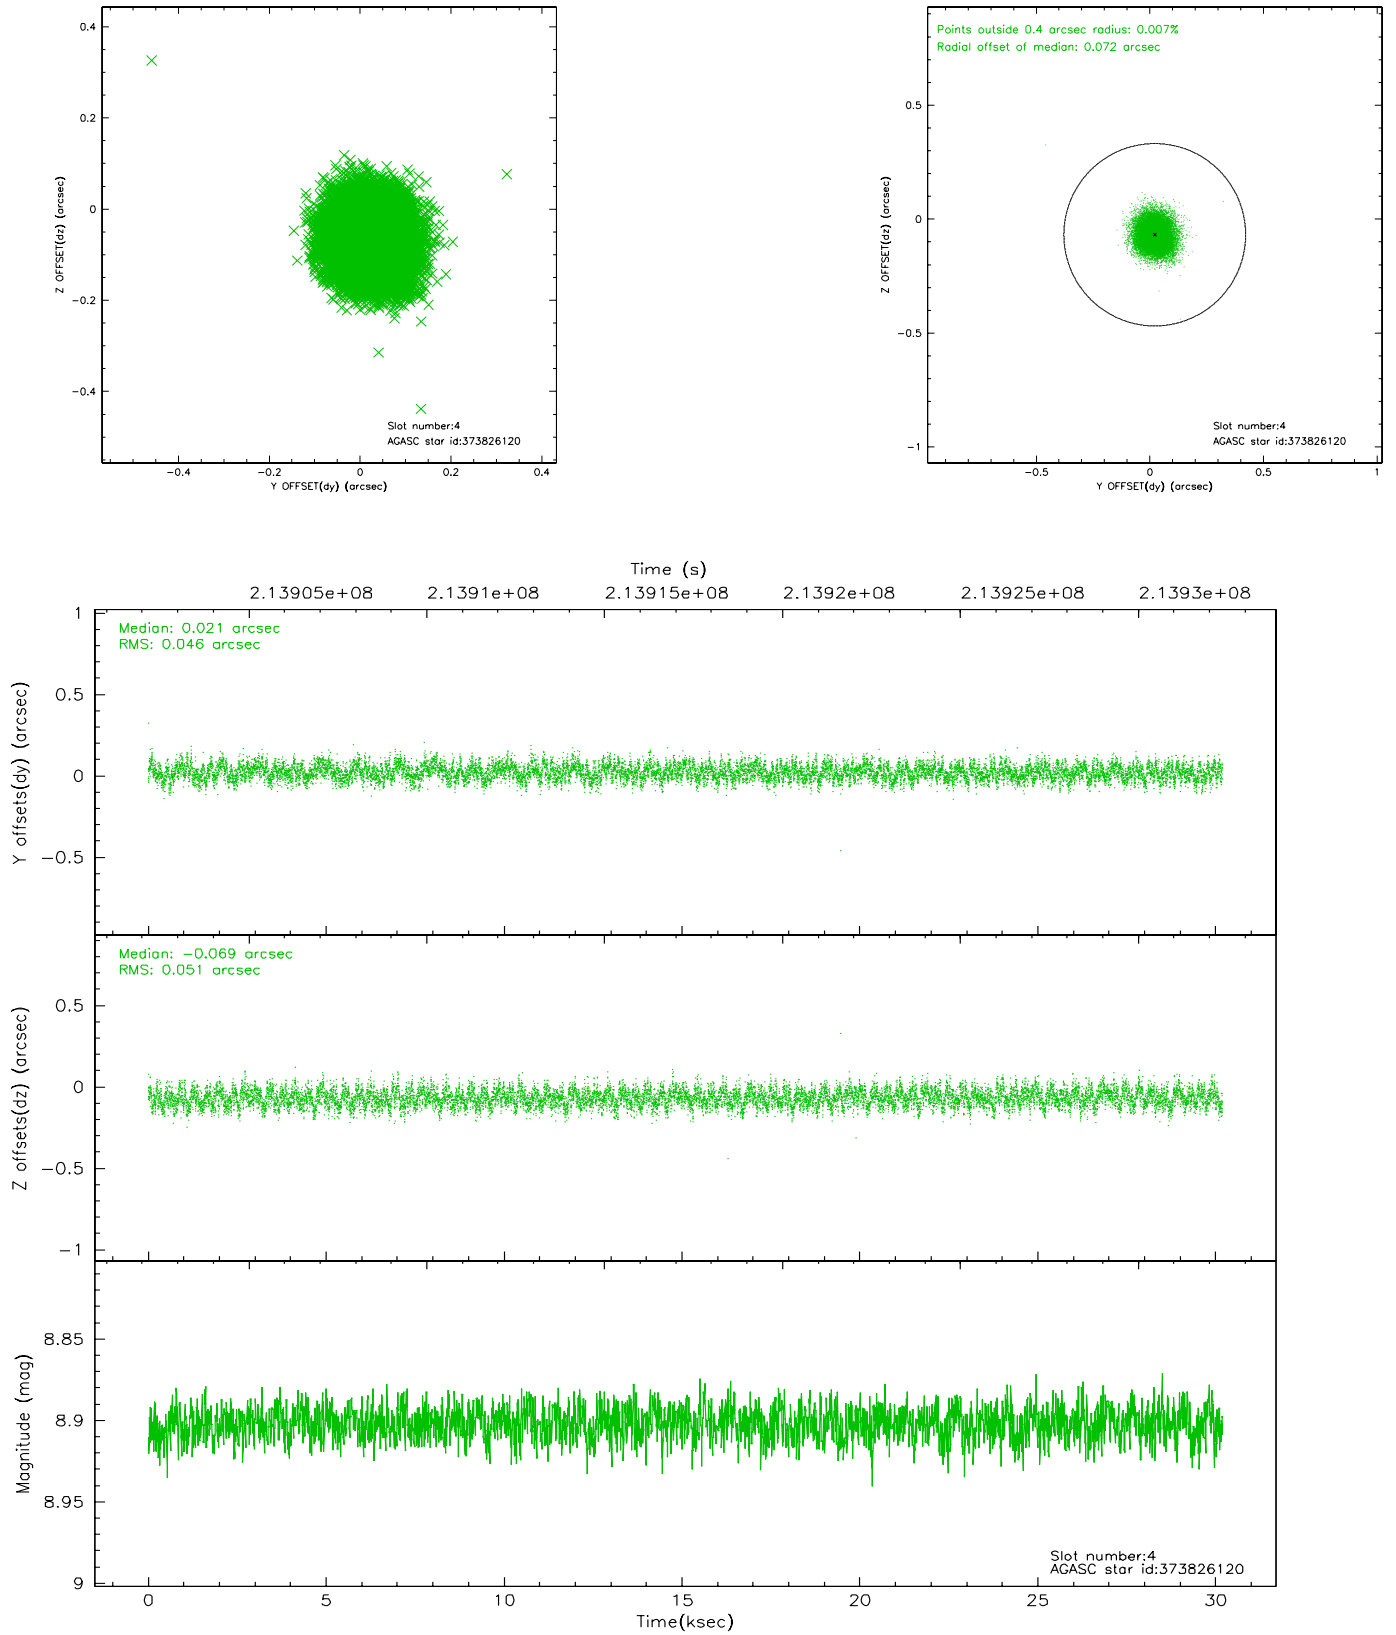 0.4
0.2
0
−0.2
−0.4
Z OFFSET(dz) (arcsec)
Slot number:4
AGASC star id:373826120
−0.4 −0.2 0 0.2 0.4
Y OFFSET(dy) (arcsec)
Points outside 0.4 arcsec radius: 0.007%
Radial offset of median: 0.072 arcsec
0.5
0
−0.5
−1
Z OFFSET(dz) (arcsec)
Slot number:4
AGASC star id:373826120
−0.5 0 0.5 1
Y OFFSET(dy) (arcsec)
Time (s)
2.13905e+08 2.1391e+08 2.13915e+08 2.1392e+08 2.13925e+08 2.1393e+08
Median: 0.021 arcsec
RMS: 0.046 arcsec
1
0.5
0
−0.5
Y offsets(dy) (arcsec)
Median: −0.069 arcsec
RMS: 0.051 arcsec
0.5
0
−0.5
−1
Z offsets(dz) (arcsec)
8.85
8.9
8.95
9
Magnitude (mag)
Slot number:4
AGASC star id:373826120
0 5 10 15 20 25 30
Time(ksec)